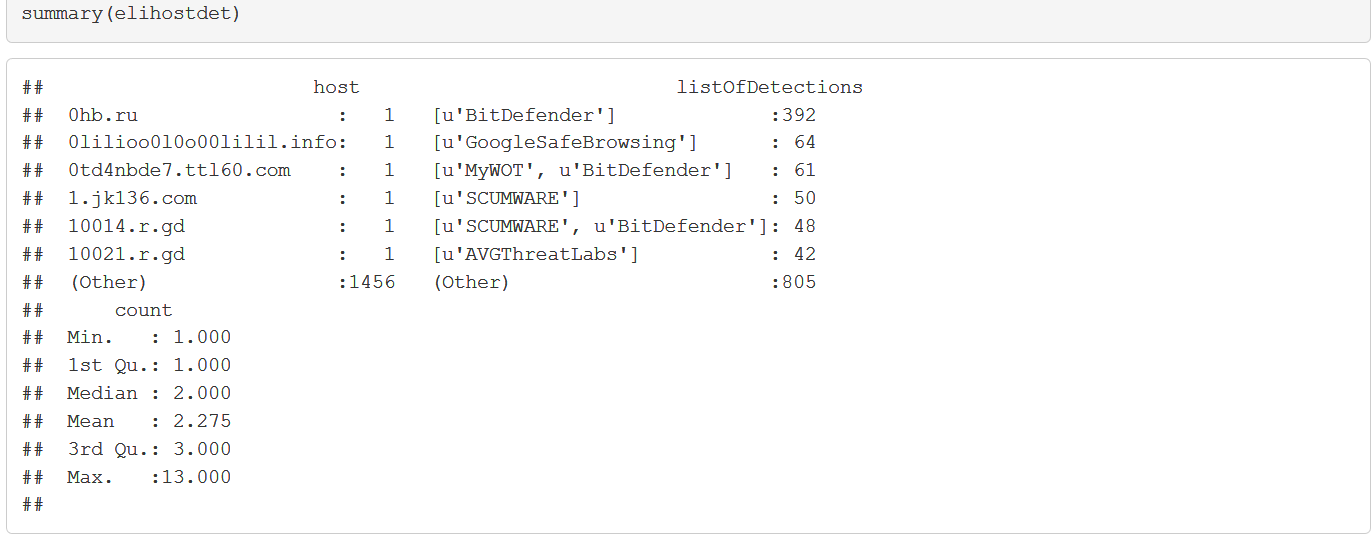 summary(elihostdet)
##                       host                           listOfDetections
##  0hb.ru                 :   1   [u'BitDefender']             :392
##  0lilioo0l0o00lilil.info:   1   [u'GoogleSafeBrowsing']      : 64
##  0td4nbde7.ttl60.com    :   1   [u'MyWOT', u'BitDefender']   : 61
##  1.jk136.com            :   1   [u'SCUMWARE']                : 50
##  10014.r.gd             :   1   [u'SCUMWARE', u'BitDefender']: 48
##  10021.r.gd             :   1   [u'AVGThreatLabs']           : 42
##  (Other)                :1456   (Other)                      :805
##      count
##  Min.   : 1.000
##  1st Qu.: 1.000
##  Median : 2.000
##  Mean   : 2.275
##  3rd Qu.: 3.000
##  Max.   :13.000
##